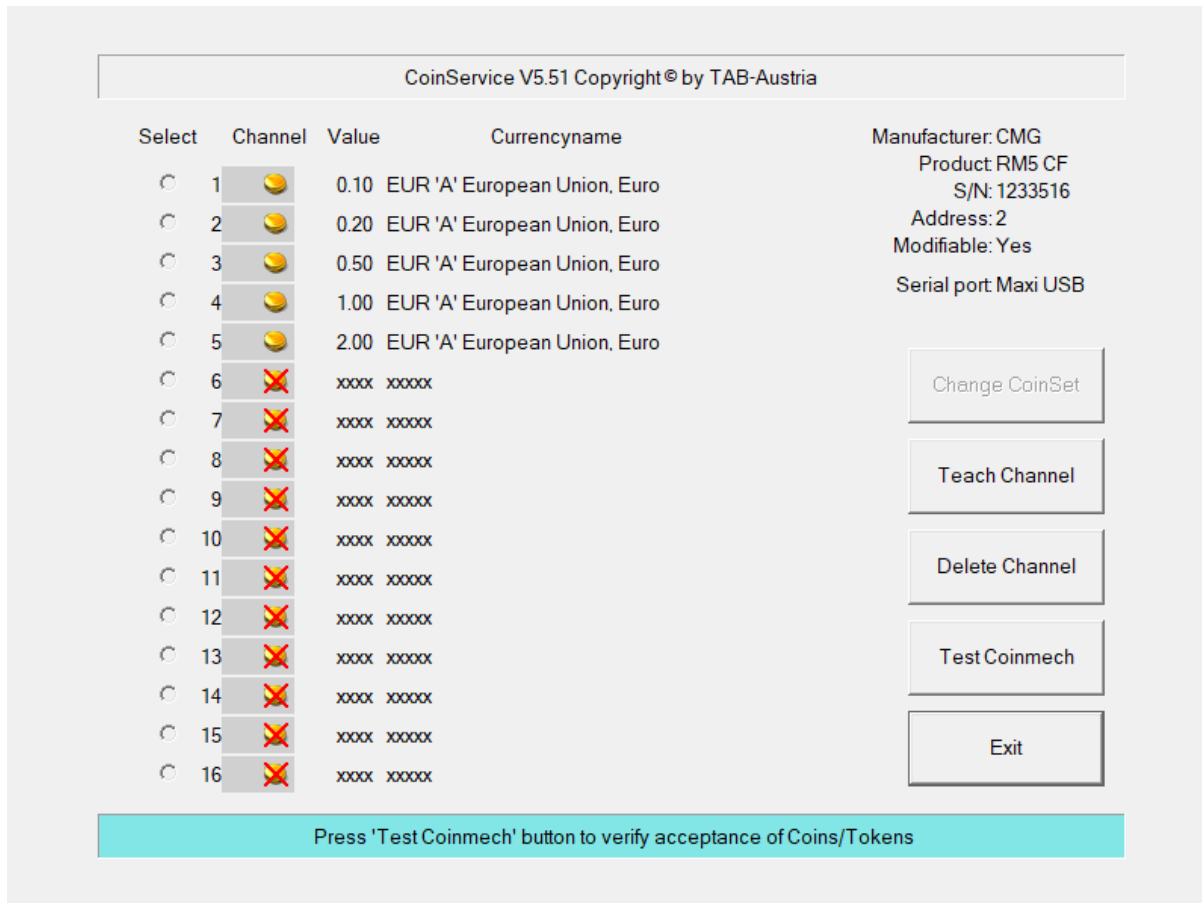 CoinService V5.51 Copyright © by TAB-Austria
Select Channel Value Currencyname
1 0.10 EUR 'A' European Union, Euro
2 0.20 EUR 'A' European Union, Euro
3 0.50 EUR 'A' European Union, Euro
4 1.00 EUR 'A' European Union, Euro
5 2.00 EUR 'A' European Union, Euro
6 xxxx xxxxx
7 xxxx xxxxx
8 xxxx xxxxx
9 xxxx xxxxx
10 xxxx xxxxx
11 xxxx xxxxx
12 xxxx xxxxx
13 xxxx xxxxx
14 xxxx xxxxx
15 xxxx xxxxx
16 xxxx xxxxx
Manufacturer: CMG
Product: RM5 CF
S/N: 1233516
Address: 2
Modifiable: Yes
Serial port: Maxi USB
Change CoinSet
Teach Channel
Delete Channel
Test Coinmech
Exit
Press 'Test Coinmech' button to verify acceptance of Coins/Tokens